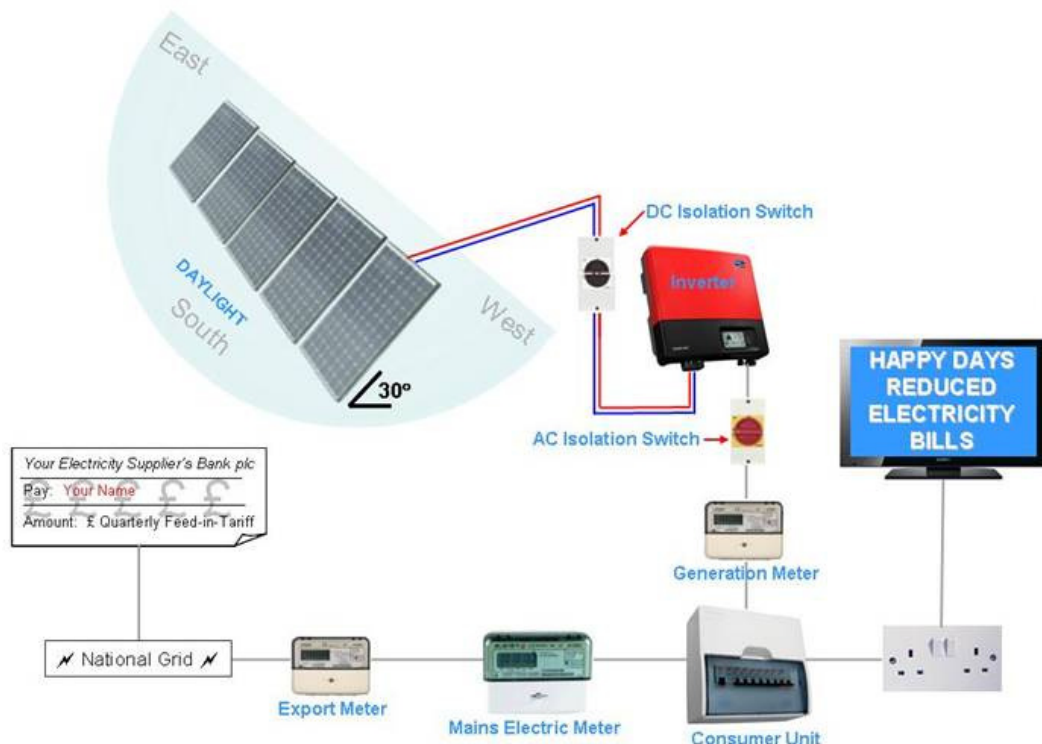 East
DAYLIGHT
South
West
30º
DC Isolation Switch
Inverter
AC Isolation Switch
HAPPY DAYS
REDUCED
ELECTRICITY
BILLS
Your Electricity Supplier's Bank plc
Pay: Your Name
£ £ £ £ £
Amount: £ Quarterly Feed-in-Tariff
Generation Meter
National Grid
Export Meter
Mains Electric Meter
Consumer Unit